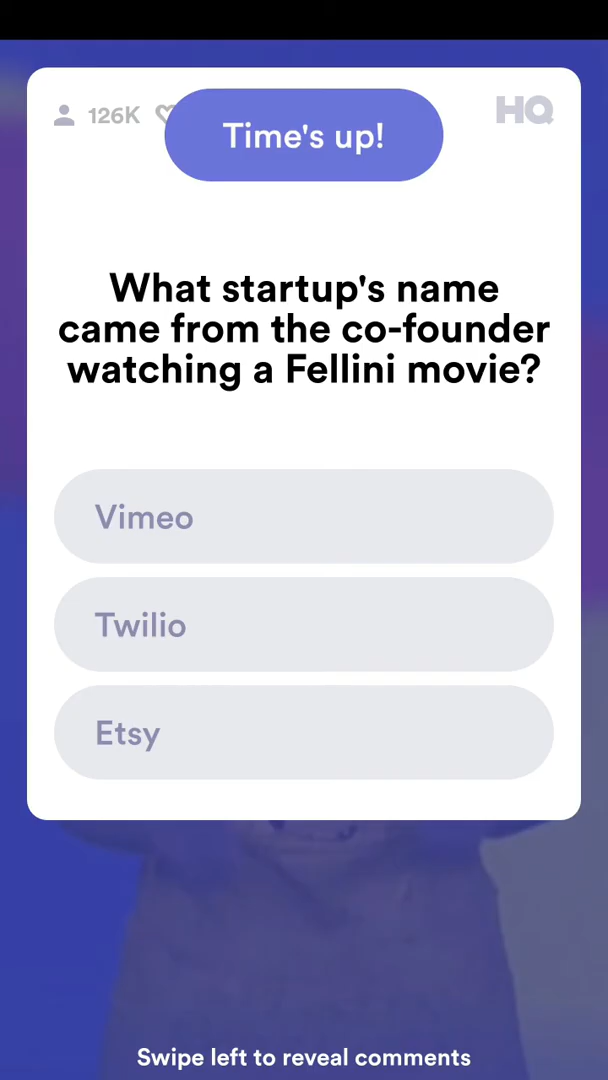 126K
Time's up!
HQ
What startup's name
came from the co-founder
watching a Fellini movie?
Vimeo
Twilio
Etsy
Swipe left to reveal comments